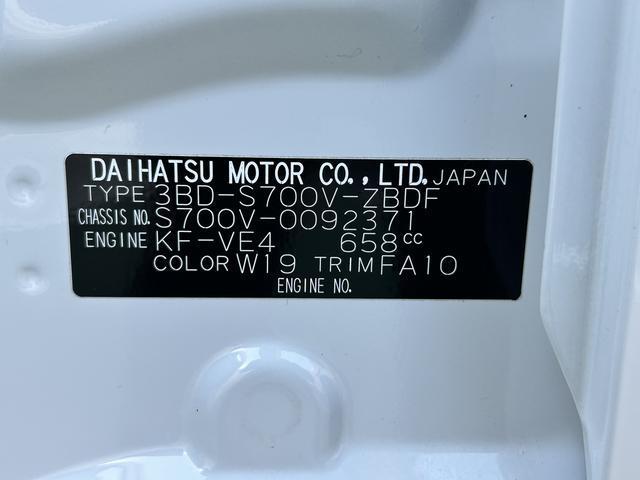 DAIHATSU MOTOR CO.,LTD. JAPAN
TYPE 3BD-S700V-ZBDF
CHASSIS NO. S700V-0092371
ENGINE KF-VE4 658cc
COLOR W19 TRIM FA10
ENGINE NO.